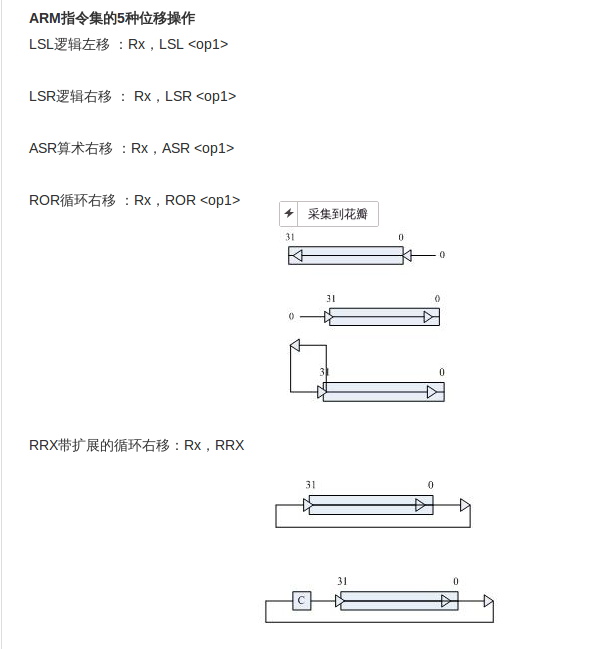 ARM指令集的5种位移操作
LSL逻辑左移 ：Rx，LSL <op1>
LSR逻辑右移 ： Rx，LSR <op1>
ASR算术右移 ：Rx，ASR <op1>
ROR循环右移 ：Rx，ROR <op1>
采集到花瓣
31 0
0
31 0
0
31 0
RRX带扩展的循环右移：Rx，RRX
31 0
31 0
C